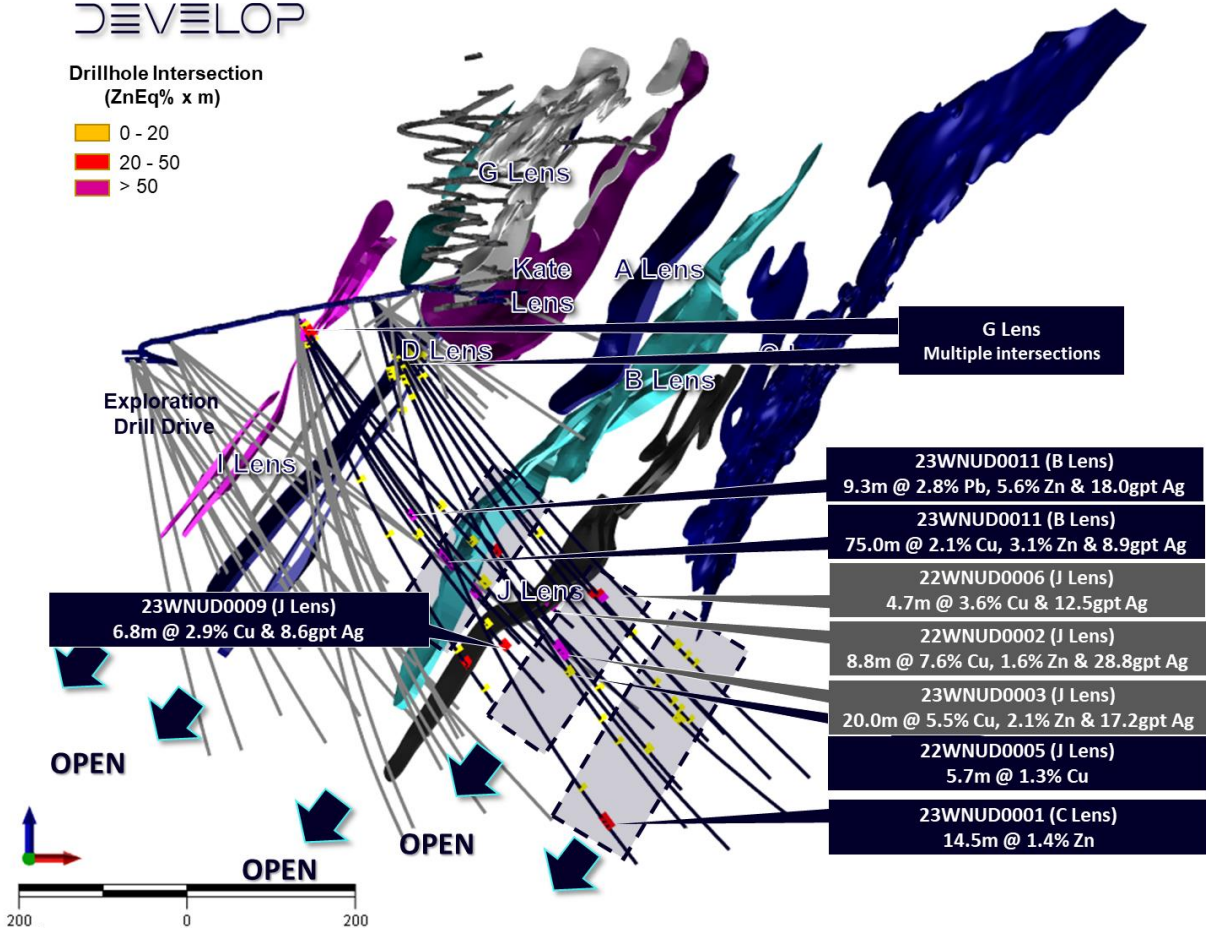 DEVELOP
Drillhole Intersection
(ZnEq% x m)
0 - 20
20 - 50
> 50
G Lens
Kate
Lens
A Lens
D Lens
B Lens
G Lens
Multiple intersections
Exploration
Drill Drive
I Lens
23WNUD0011 (B Lens)
9.3m @ 2.8% Pb, 5.6% Zn & 18.0gpt Ag
23WNUD0011 (B Lens)
75.0m @ 2.1% Cu, 3.1% Zn & 8.9gpt Ag
J Lens
22WNUD0006 (J Lens)
4.7m @ 3.6% Cu & 12.5gpt Ag
23WNUD0009 (J Lens)
6.8m @ 2.9% Cu & 8.6gpt Ag
22WNUD0002 (J Lens)
8.8m @ 7.6% Cu, 1.6% Zn & 28.8gpt Ag
23WNUD0003 (J Lens)
20.0m @ 5.5% Cu, 2.1% Zn & 17.2gpt Ag
22WNUD0005 (J Lens)
5.7m @ 1.3% Cu
23WNUD0001 (C Lens)
14.5m @ 1.4% Zn
OPEN
OPEN
OPEN
200
0
200